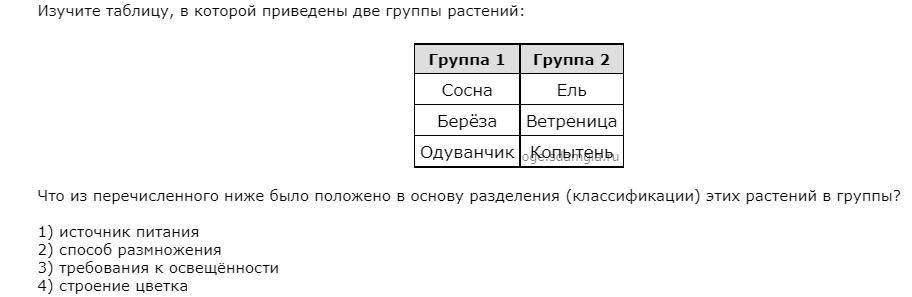 Изучите таблицу, в которой приведены две группы растений:
Группа 1 Группа 2
Сосна Ель
Берёза Ветреница
Одуванчик Копытень
oge.sdamgia.ru
Что из перечисленного ниже было положено в основу разделения (классификации) этих растений в группы?
1) источник питания
2) способ размножения
3) требования к освещённости
4) строение цветка